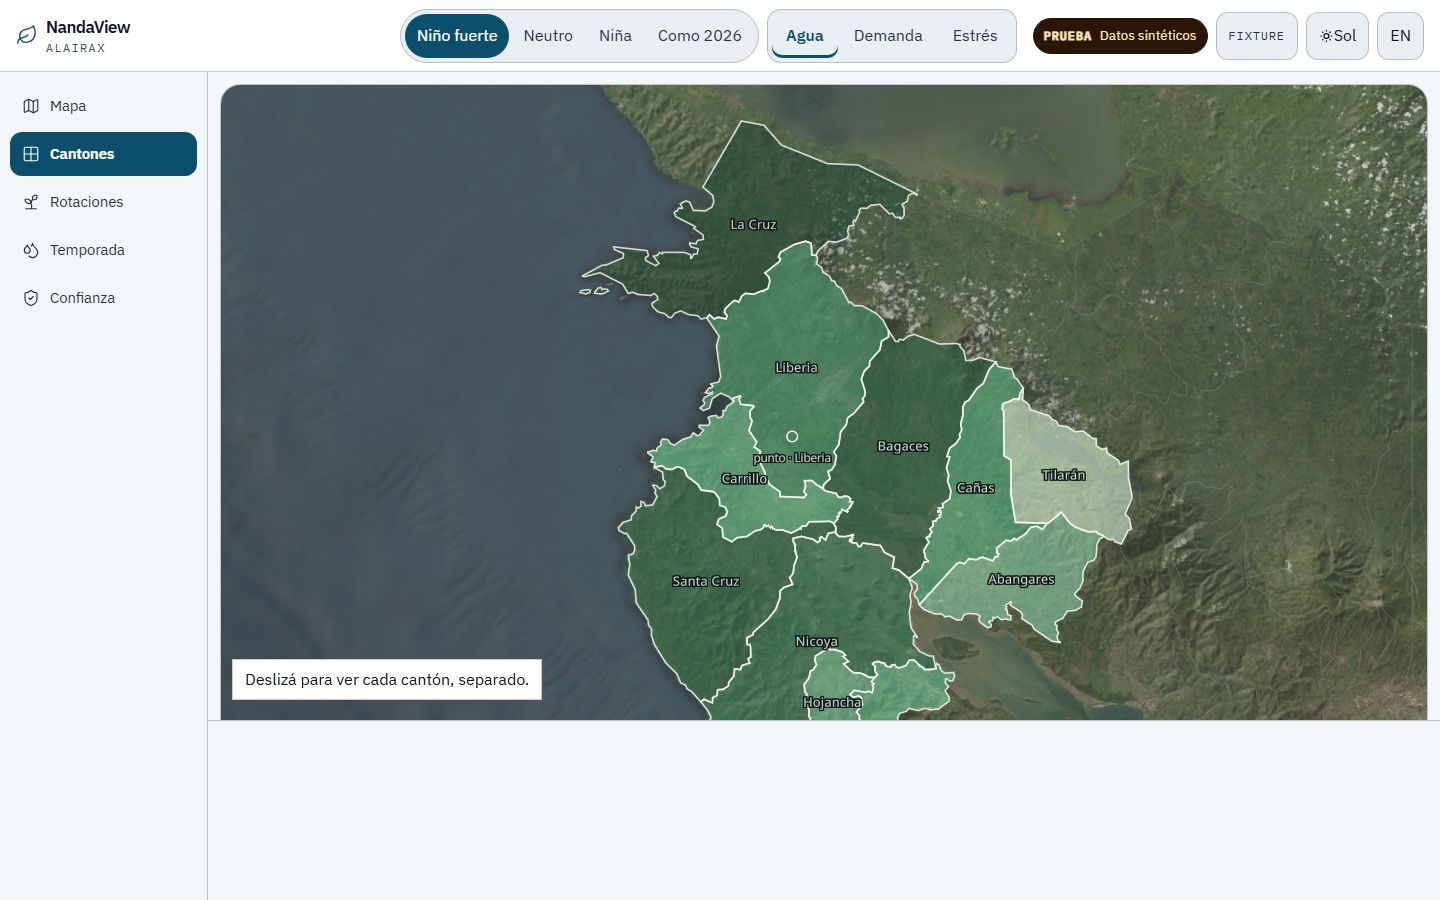 NandaView
ALAIRAX
Niño fuerte
Neutro
Niña
Como 2026
Agua
Demanda
Estrés
PRUEBA Datos sintéticos
FIXTURE
Sol
EN
Mapa
Cantones
Rotaciones
Temporada
Confianza
La Cruz
Liberia
Bagaces
punto · Liberia
Carrillo
Cañas
Tilarán
Santa Cruz
Abangares
Nicoya
Hojancha
Deslizá para ver cada cantón, separado.